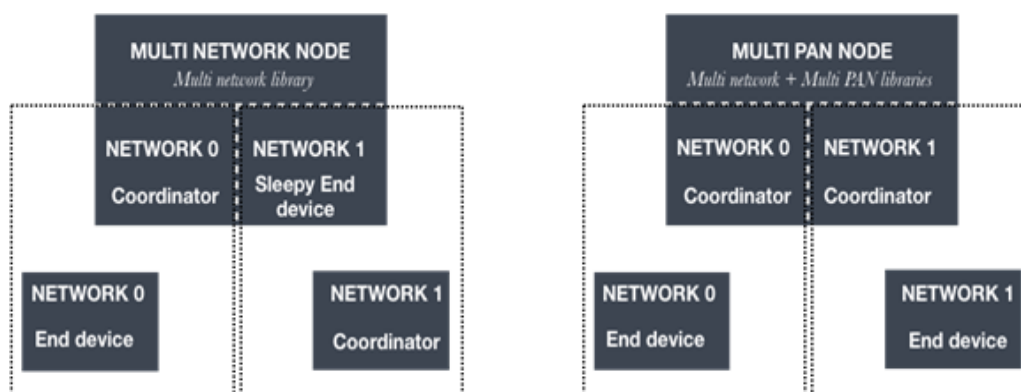 MULTI NETWORK NODE
Multi network library
NETWORK 0
Coordinator
NETWORK 1
Sleepy End
device
NETWORK 0
End device
NETWORK 1
Coordinator
MULTI PAN NODE
Multi network + Multi PAN libraries
NETWORK 0
Coordinator
NETWORK 1
Coordinator
NETWORK 0
End device
NETWORK 1
End device